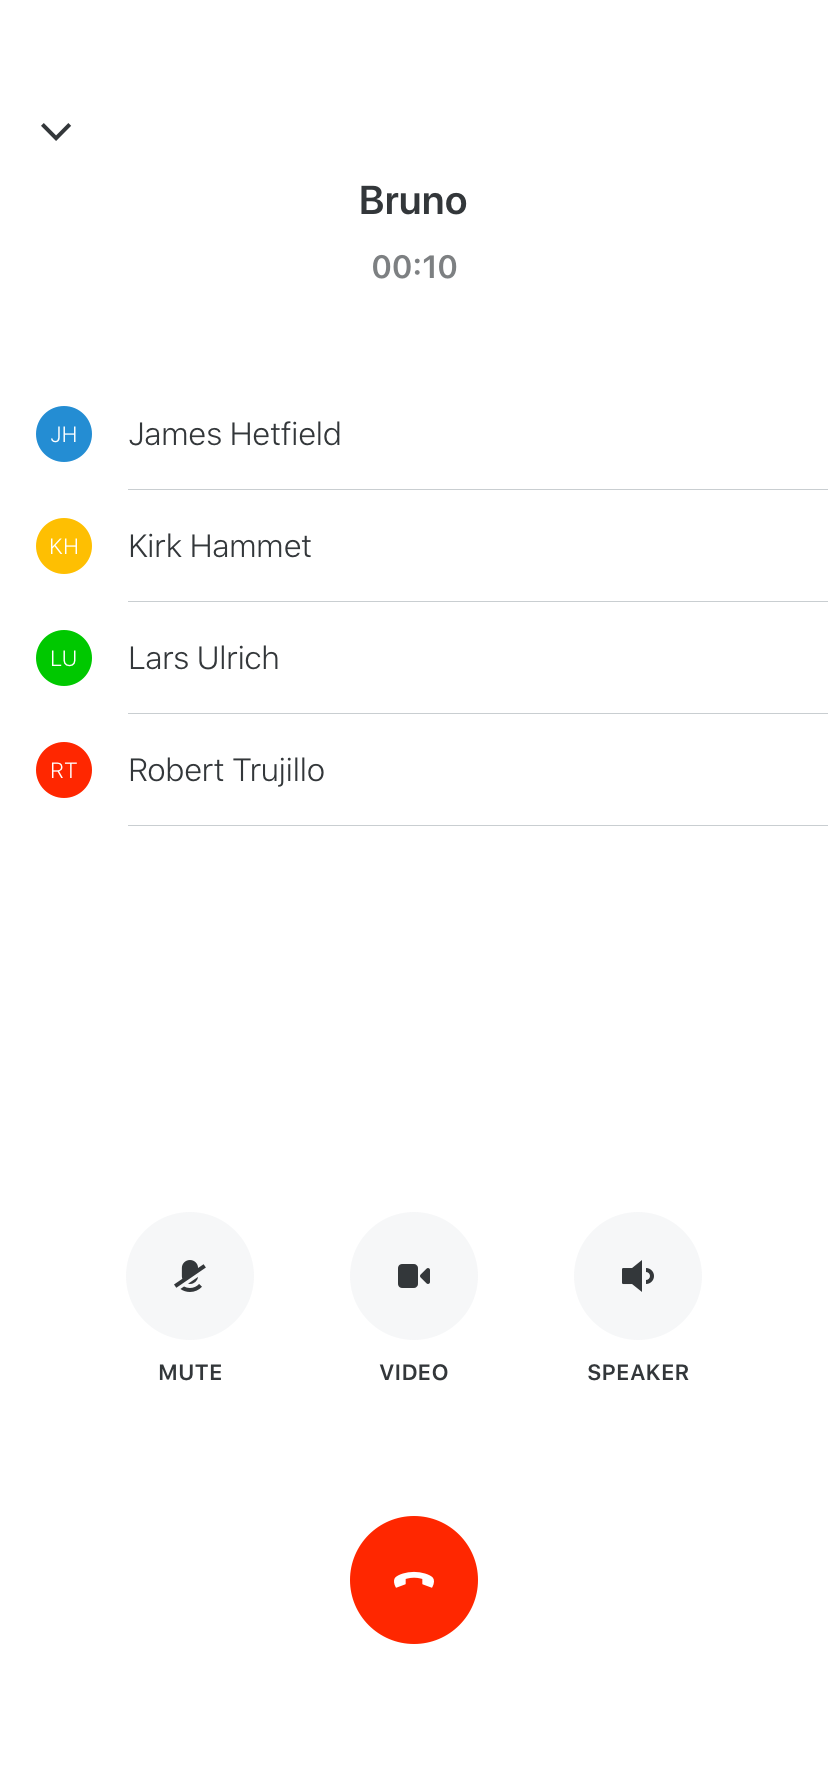 Bruno
00:10
JH James Hetfield
KH Kirk Hammet
LU Lars Ulrich
RT Robert Trujillo
MUTE VIDEO SPEAKER